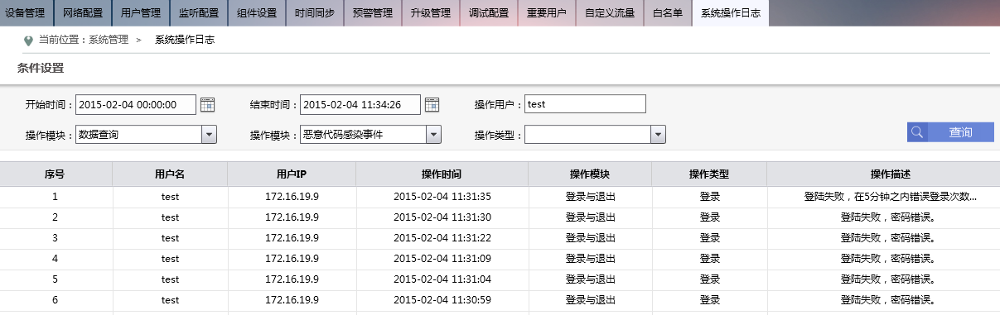 设备管理 网络配置 用户管理 监听配置 组件设置 时间同步 预警管理 升级管理 调试配置 重要用户 自定义流量 白名单 系统操作日志
当前位置：系统管理 > 系统操作日志
条件设置
开始时间： 2015-02-04 00:00:00 结束时间： 2015-02-04 11:34:26 操作用户： test
操作模块： 数据查询 操作模块： 恶意代码感染事件 操作类型： 查询
序号 用户名 用户IP 操作时间 操作模块 操作类型 操作描述
1 test 172.16.19.9 2015-02-04 11:31:35 登录与退出 登录 登陆失败，在5分钟之内错误登录次数...
2 test 172.16.19.9 2015-02-04 11:31:30 登录与退出 登录 登陆失败，密码错误。
3 test 172.16.19.9 2015-02-04 11:31:22 登录与退出 登录 登陆失败，密码错误。
4 test 172.16.19.9 2015-02-04 11:31:09 登录与退出 登录 登陆失败，密码错误。
5 test 172.16.19.9 2015-02-04 11:31:04 登录与退出 登录 登陆失败，密码错误。
6 test 172.16.19.9 2015-02-04 11:30:59 登录与退出 登录 登陆失败，密码错误。